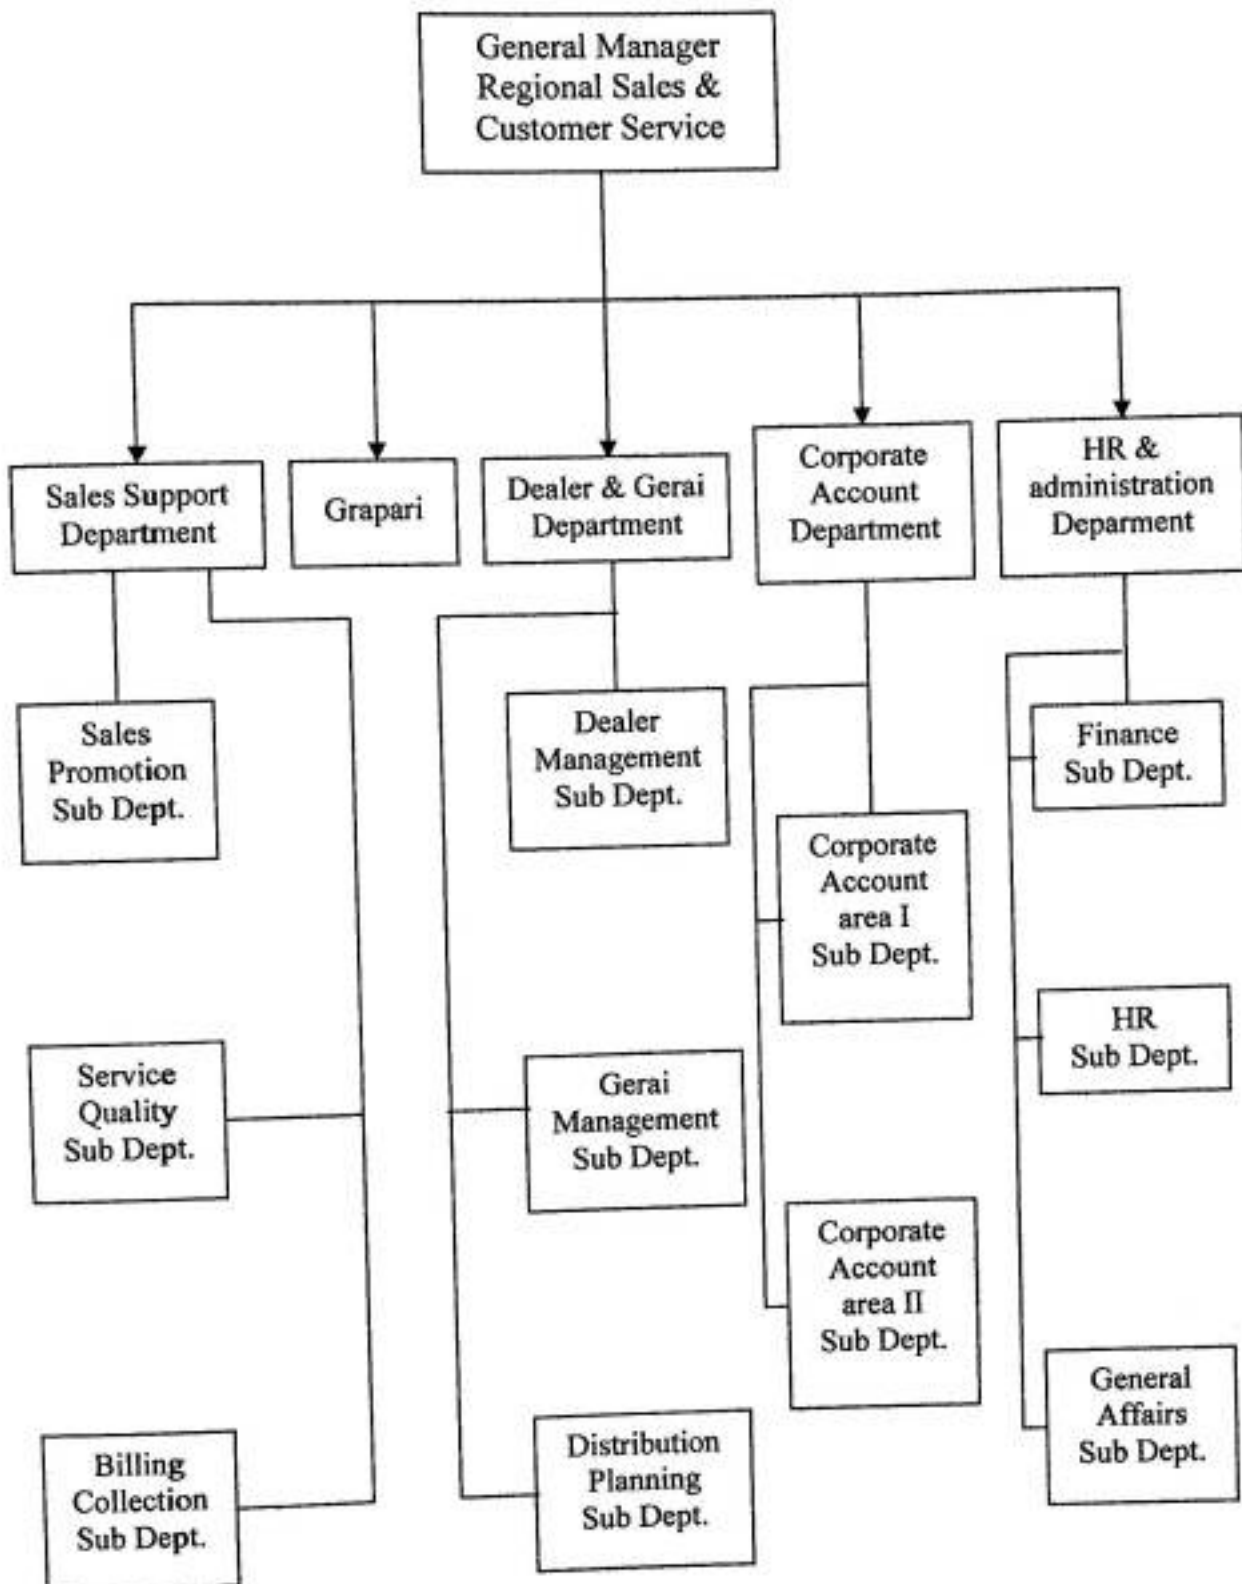 General Manager
Regional Sales &
Customer Service
Sales Support
Department
Grapari
Dealer & Gerai
Department
Corporate
Account
Department
HR &
administration
Deparment
Sales
Promotion
Sub Dept.
Dealer
Management
Sub Dept.
Corporate
Account
area I
Sub Dept.
Finance
Sub Dept.
Service
Quality
Sub Dept.
Gerai
Management
Sub Dept.
HR
Sub Dept.
Corporate
Account
area II
Sub Dept.
Billing
Collection
Sub Dept.
Distribution
Planning
Sub Dept.
General
Affairs
Sub Dept.